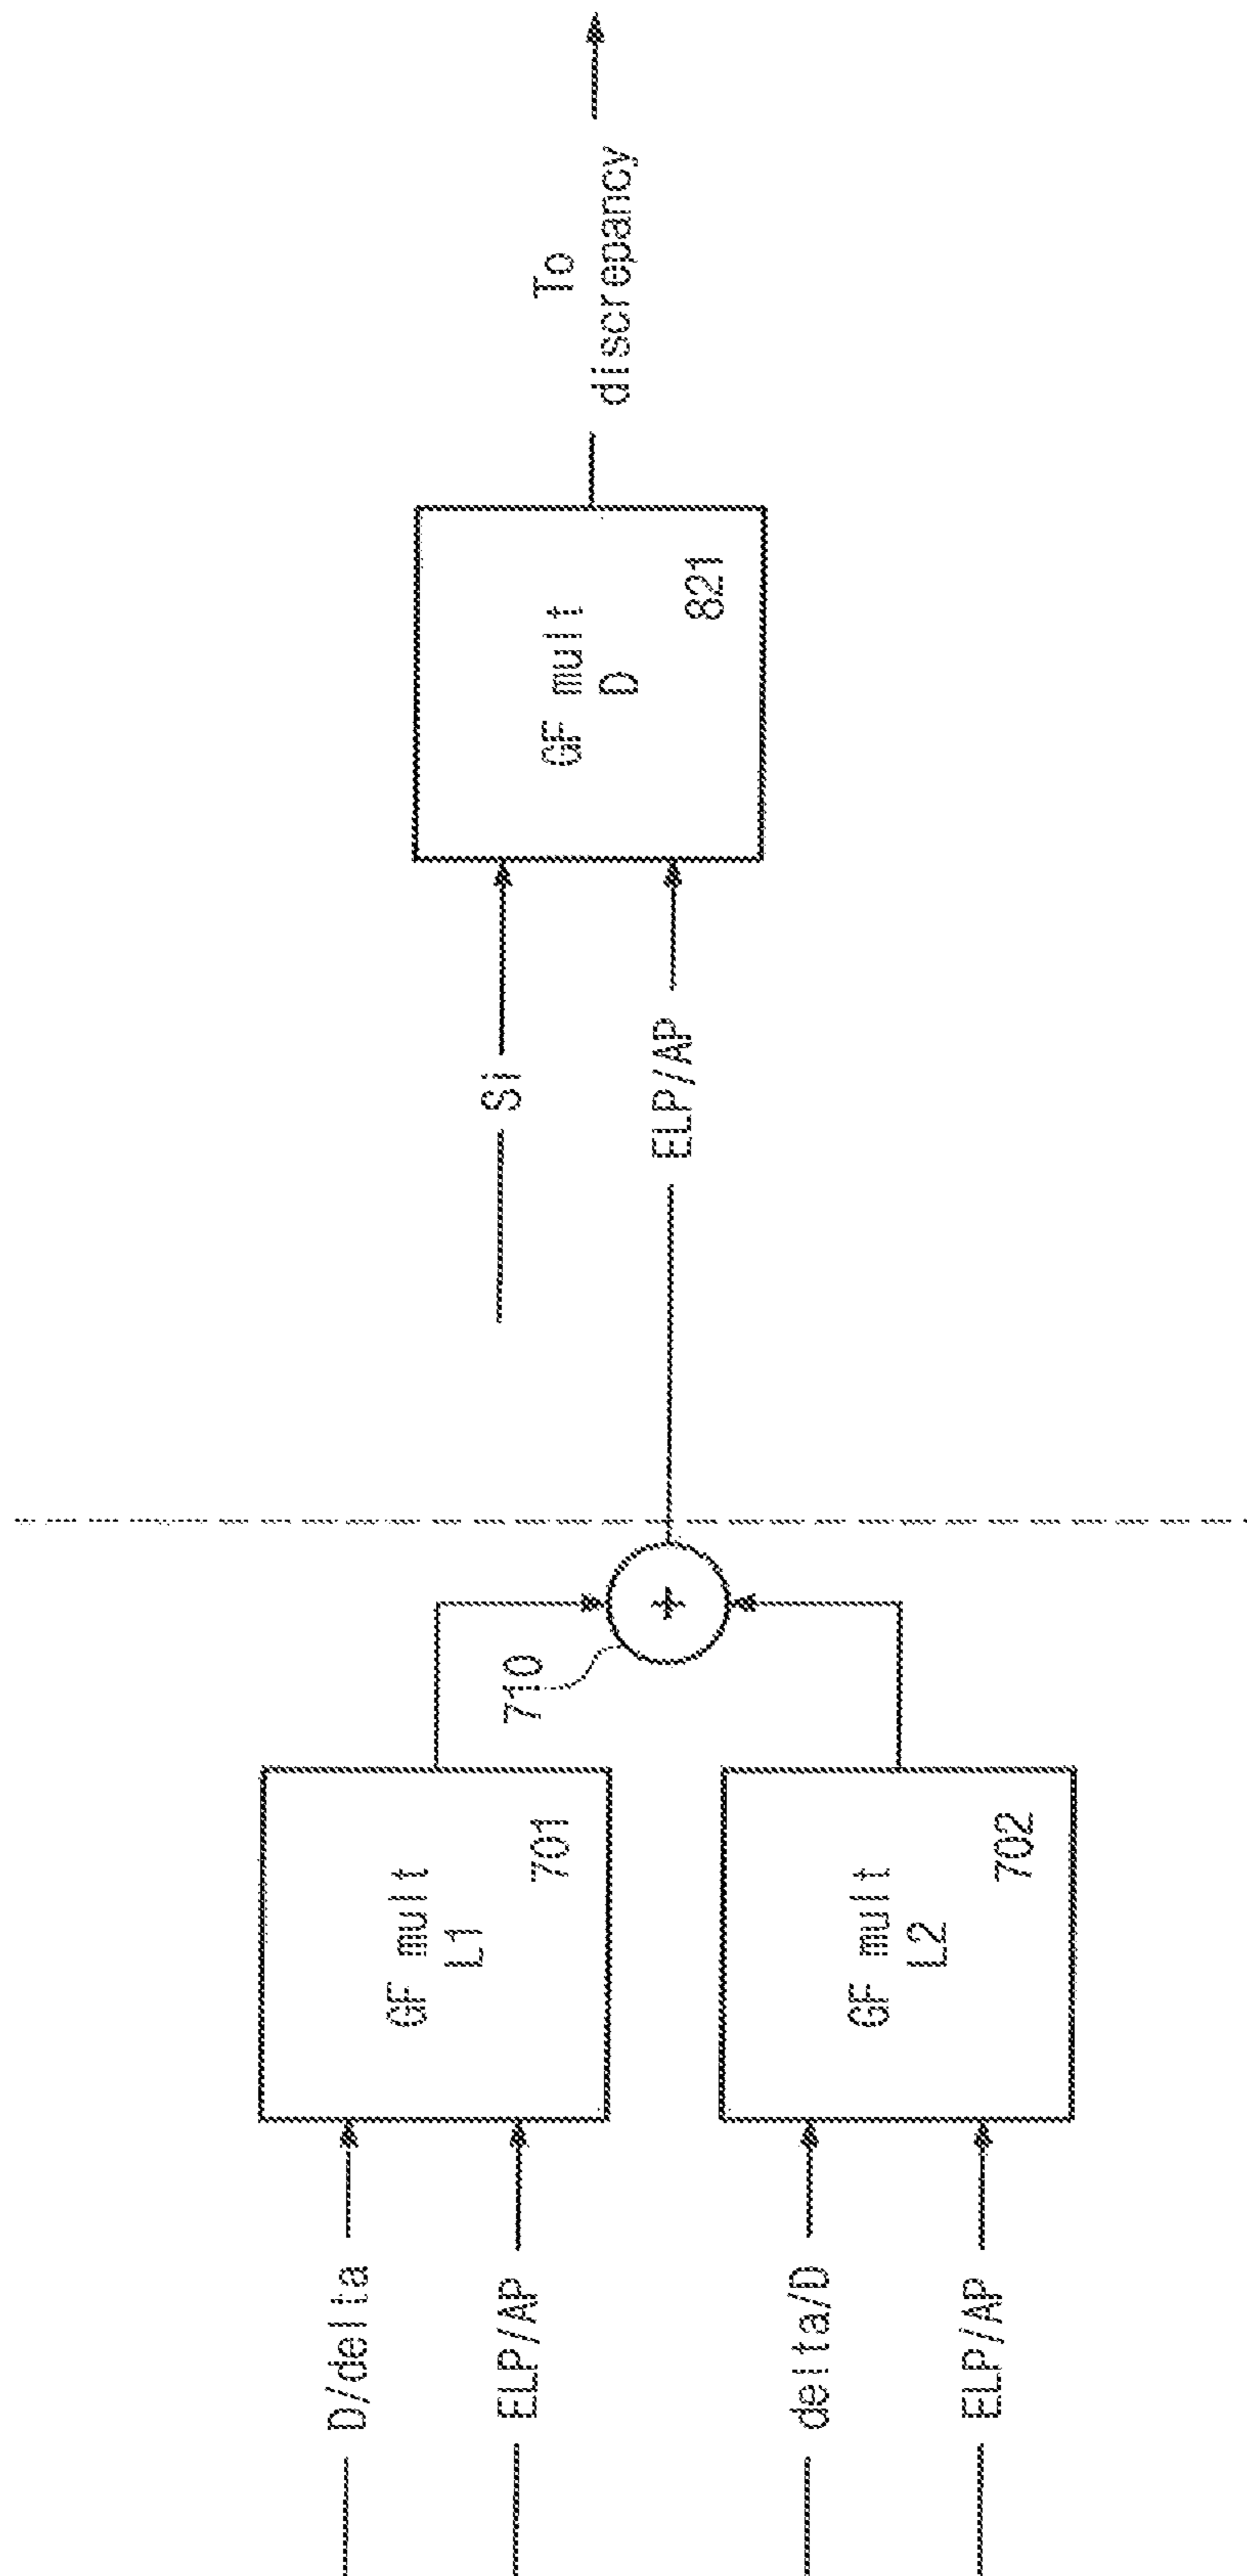 D/delta
ELP/AP
GF mult
L1
701
delta/D
ELP/AP
GF mult
L2
702
710
+
Si
ELP/AP
GF mult
D
821
To
discrepancy